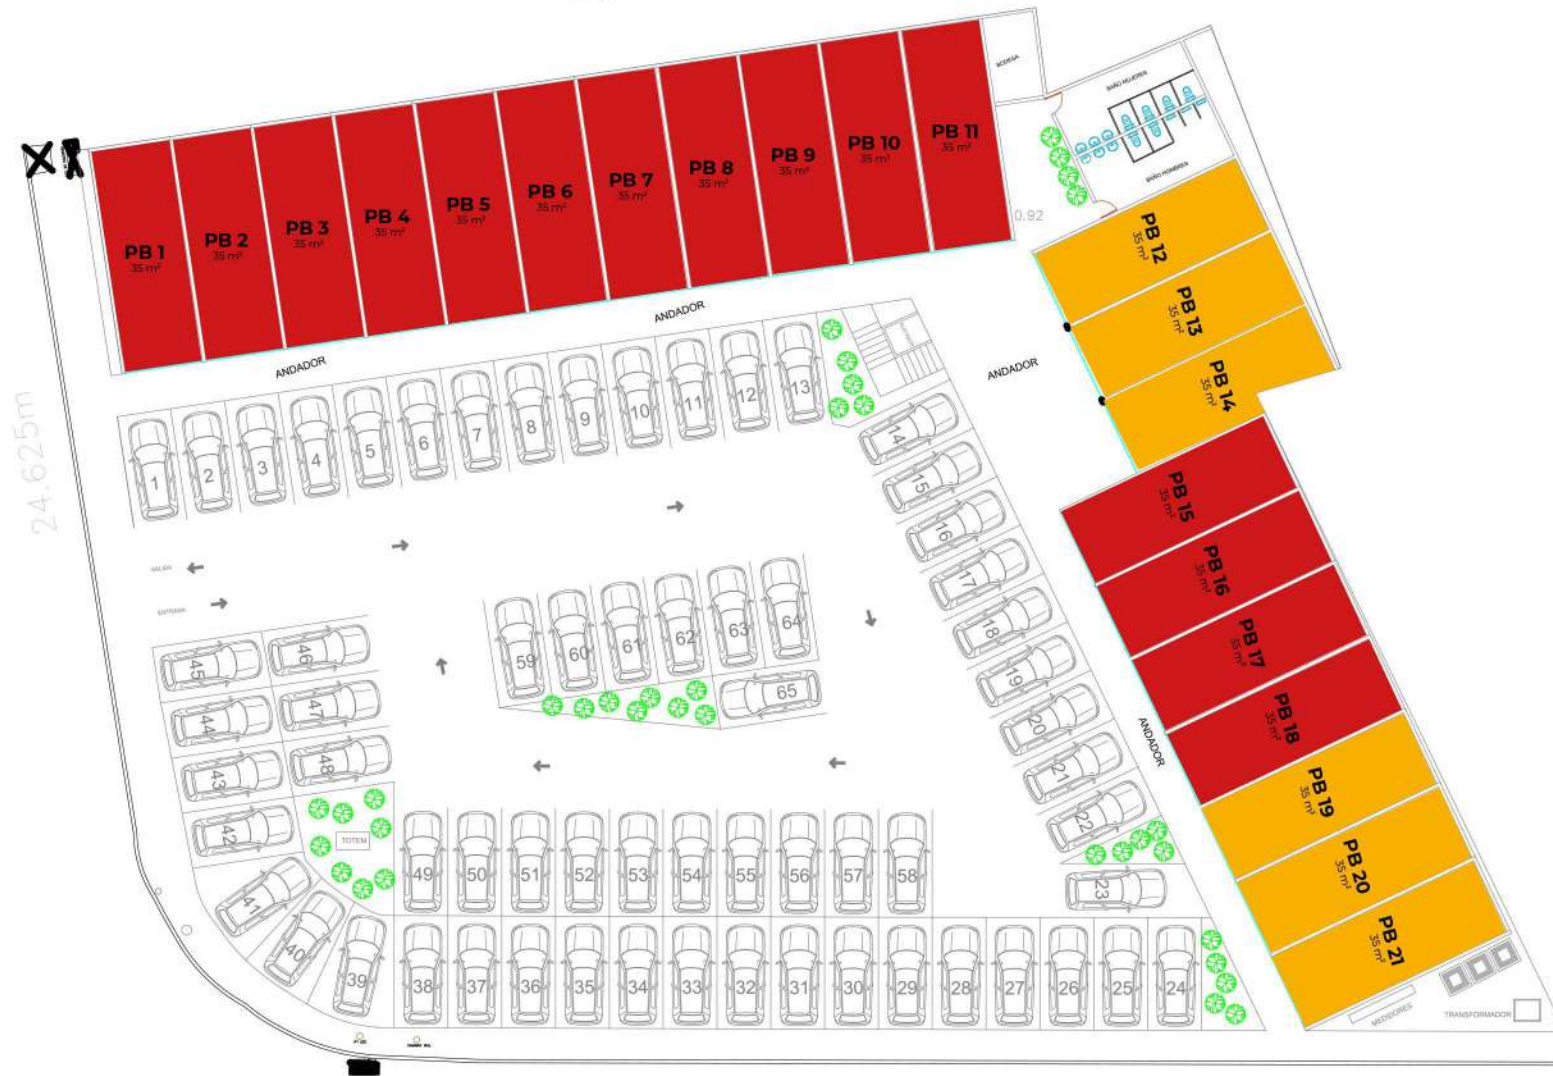 PB 1
35 m²
PB 2
35 m²
PB 3
35 m²
PB 4
35 m²
PB 5
35 m²
PB 6
35 m²
PB 7
35 m²
PB 8
35 m²
PB 9
35 m²
PB 10
35 m²
PB 11
35 m²
BODEGA
BAÑO MUJERES
BAÑO HOMBRES
0.92
PB 12
35 m²
PB 13
35 m²
PB 14
35 m²
PB 15
35 m²
PB 16
35 m²
PB 17
35 m²
PB 18
35 m²
PB 19
35 m²
PB 20
35 m²
PB 21
35 m²
ANDADOR
ANDADOR
ANDADOR
ANDADOR
24.625m
1
2
3
4
5
6
7
8
9
10
11
12
13
14
15
16
17
18
19
20
21
22
23
SALIDA
ENTRADA
45
46
44
47
43
48
42
41
40
39
59
60
61
62
63
64
65
TOTEM
49
50
51
52
53
54
55
56
57
58
38
37
36
35
34
33
32
31
30
29
28
27
26
25
24
MEDIDORES
TRANSFORMADOR